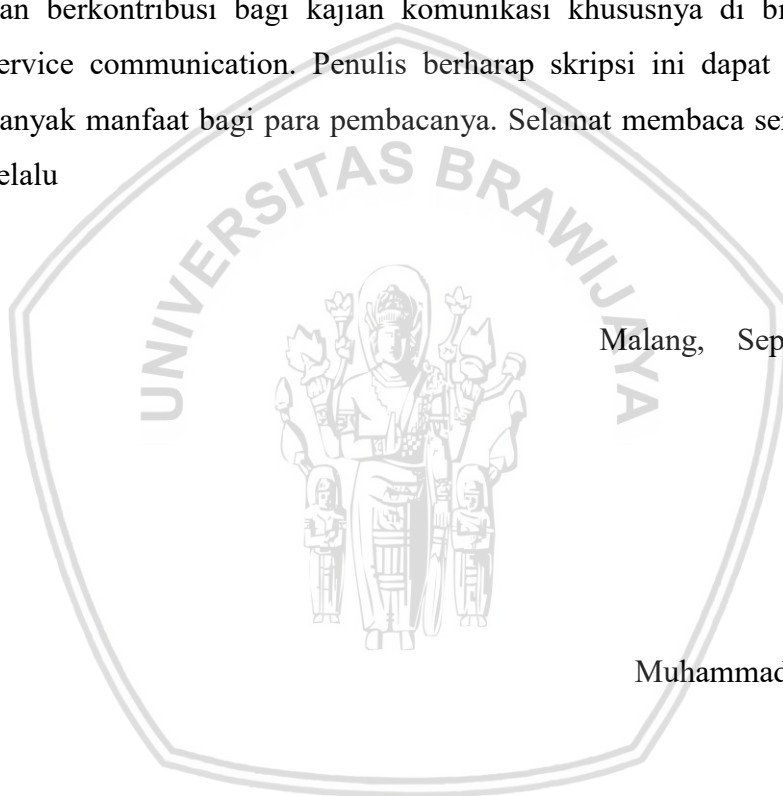 an berkontribusi bagi kajian komunikasi khususnya di bi
ervice communication. Penulis berharap skripsi ini dapat
anyak manfaat bagi para pembacanya. Selamat membaca se
elalu
UNIVERSITAS BRAWIJAYA
Malang, Sep
Muhammad